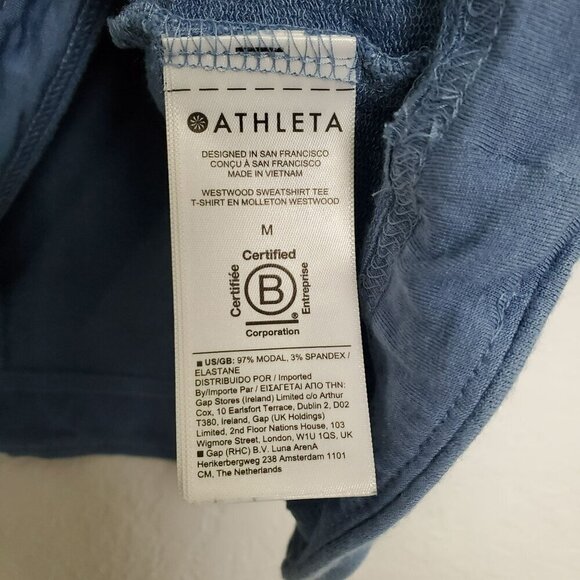 ATHLETA
DESIGNED IN SAN FRANCISCO
CONÇU À SAN FRANCISCO
MADE IN VIETNAM
WESTWOOD SWEATSHIRT TEE
T-SHIRT EN MOLLETON WESTWOOD
M
Certified
Certifiée
B
Entreprise
®
Corporation
■ US/GB: 97% MODAL, 3% SPANDEX /
ELASTANE
DISTRIBUIDO POR / Imported
By/Importe Par / ΕΙΣΑΓΕΤΑΙ ΑΠΟ ΤΗΝ:
Gap Stores (Ireland) Limited c/o Arthur
Cox, 10 Earlsfort Terrace, Dublin 2, D02
T380, Ireland, Gap (UK Holdings)
Limited, 2nd Floor Nations House, 103
Wigmore Street, London, W1U 1QS, UK
■ Gap (RHC) B.V. Luna ArenA
Herikerbergweg 238 Amsterdam 1101
CM, The Netherlands